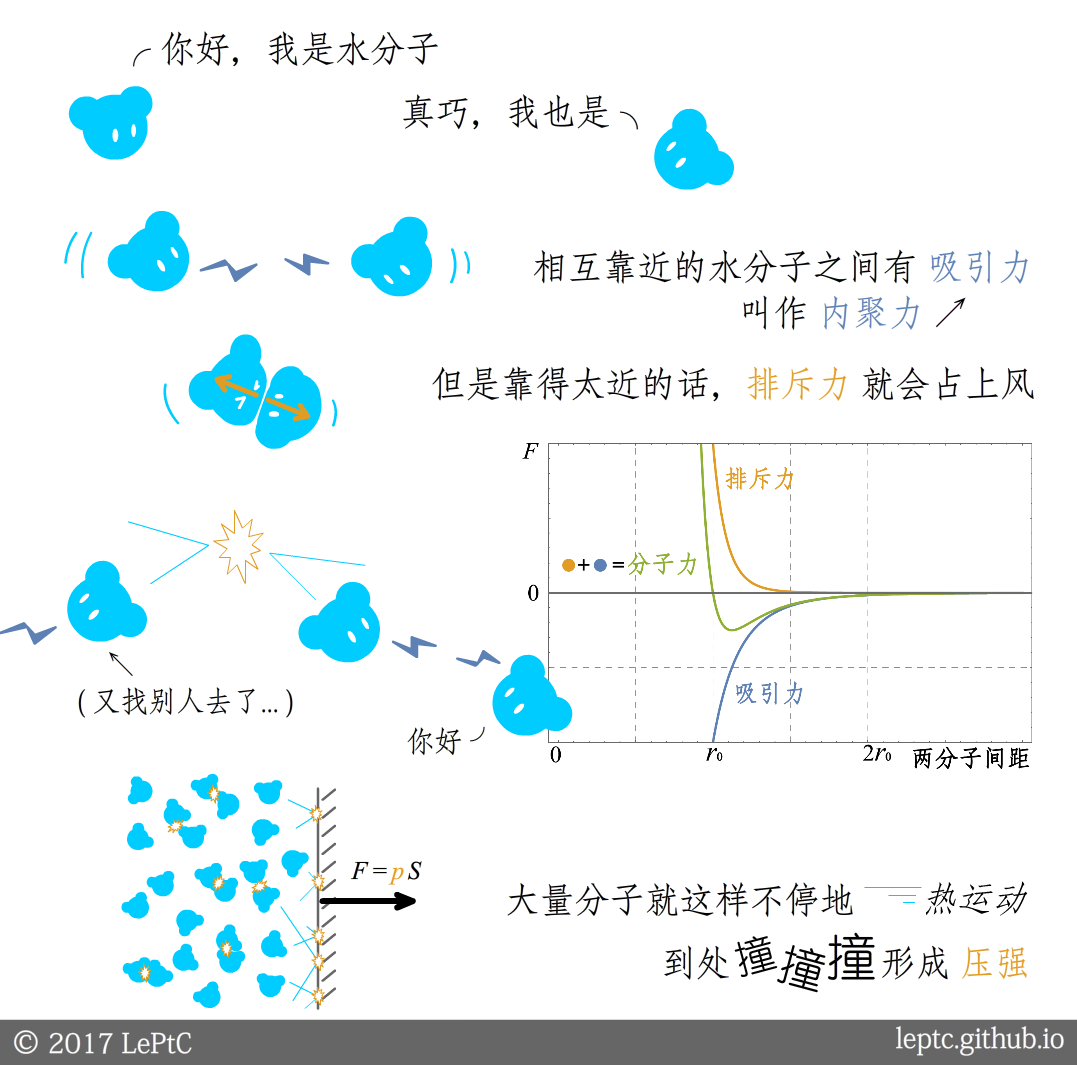 你好，我是水分子
真巧，我也是
相互靠近的水分子之间有 吸引力
叫作 内聚力
但是靠得太近的话，排斥力 就会占上风
F
排斥力
+ = 分子力
0
吸引力
(又找别人去了...)
你好
0
r₀
2r₀
两分子间距
F = p S
大量分子就这样不停地 热运动
到处撞撞撞形成 压强
© 2017 LePtC
leptc.github.io